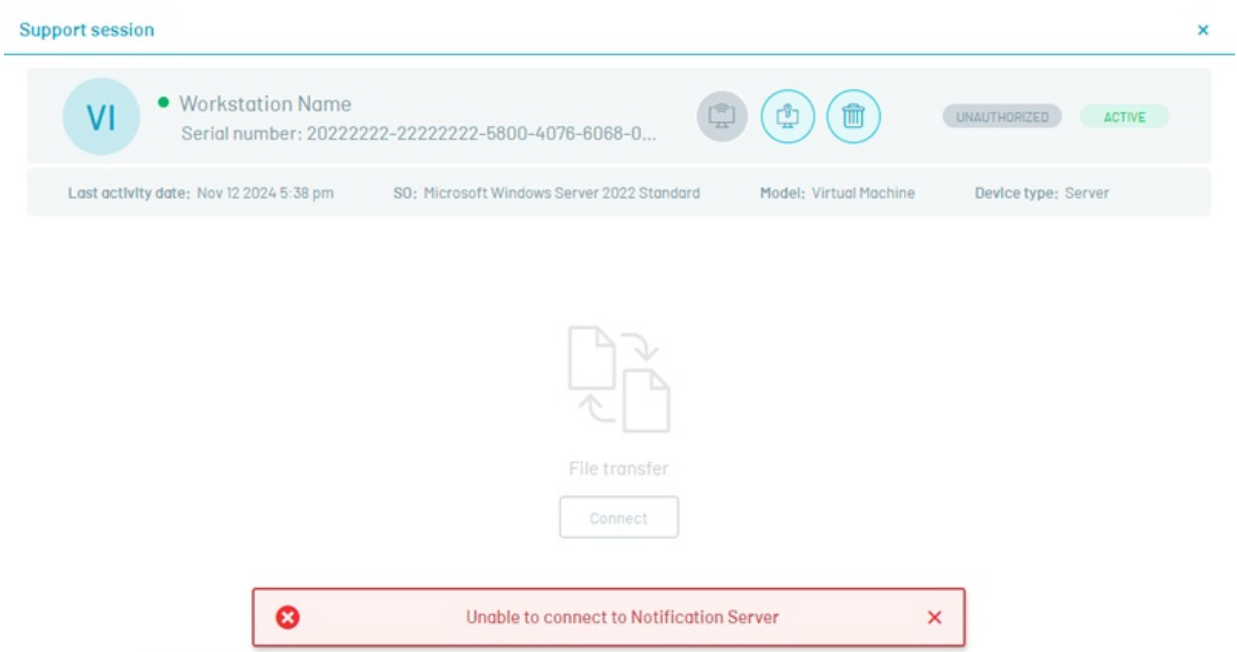 Support session
VI
Workstation Name
Serial number: 20222222-22222222-5800-4076-6068-0...
UNAUTHORIZED
ACTIVE
Last activity date: Nov 12 2024 5:38 pm
SO: Microsoft Windows Server 2022 Standard
Model: Virtual Machine
Device type: Server
File transfer
Connect
Unable to connect to Notification Server